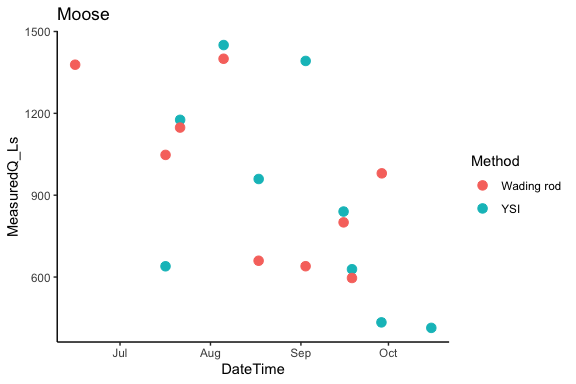 Moose
1500
1200
900
600
MeasuredQ_Ls
Jul Aug Sep Oct
DateTime
Method
Wading rod
YSI